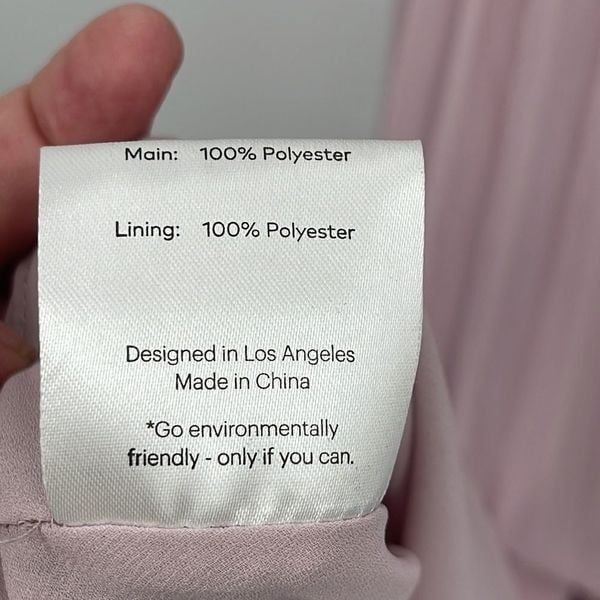 Main: 100% Polyester
Lining: 100% Polyester
Designed in Los Angeles
Made in China
*Go environmentally
friendly - only if you can.